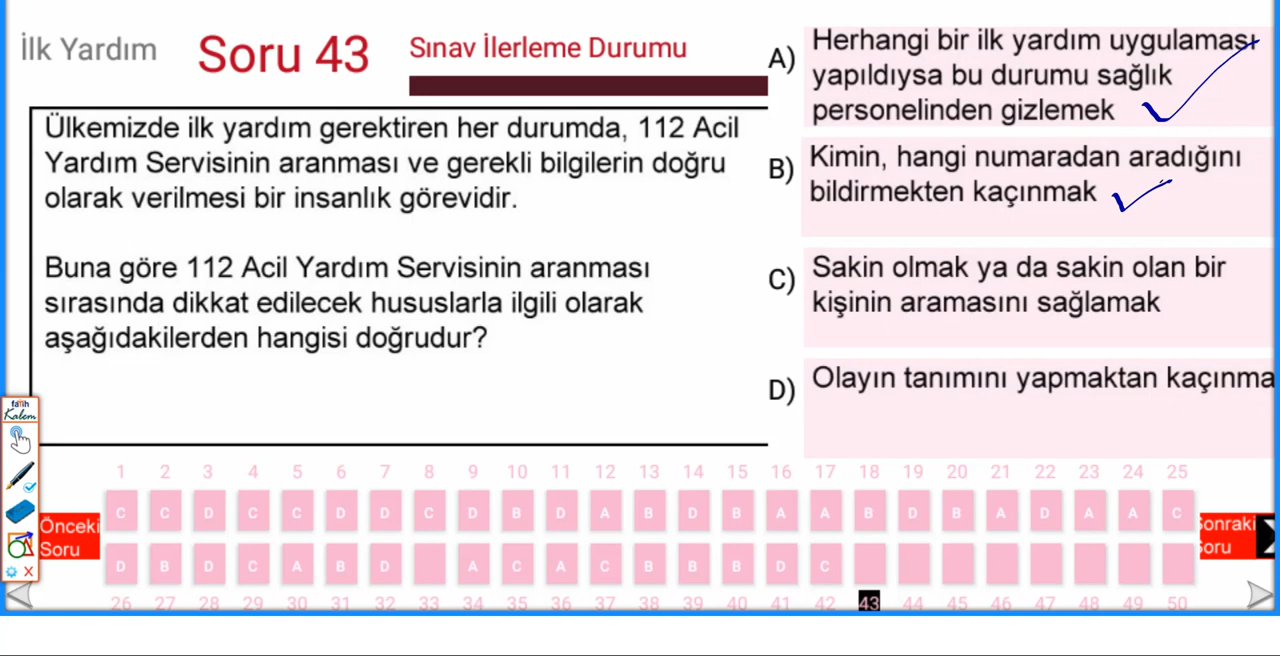 İlk Yardım
Soru 43
Sınav İlerleme Durumu
Ülkemizde ilk yardım gerektiren her durumda, 112 Acil
Yardım Servisinin aranması ve gerekli bilgilerin doğru
olarak verilmesi bir insanlık görevidir.
Buna göre 112 Acil Yardım Servisinin aranması
sırasında dikkat edilecek hususlarla ilgili olarak
aşağıdakilerden hangisi doğrudur?
A) Herhangi bir ilk yardım uygulaması
yapıldıysa bu durumu sağlık
personelinden gizlemek
B) Kimin, hangi numaradan aradığını
bildirmekten kaçınmak
C) Sakin olmak ya da sakin olan bir
kişinin aramasını sağlamak
D) Olayın tanımını yapmaktan kaçınma
fatih
Kalem
Önceki
Soru
1 2 3 4 5 6 7 8 9 10 11 12 13 14 15 16 17 18 19 20 21 22 23 24 25
C C D C C D D C D B D A B D B A A B D B A D A A C
D B D C A B D A C A C B B B D C
26 27 28 29 30 31 32 33 34 35 36 37 38 39 40 41 42 43 44 45 46 47 48 49 50
Sonraki
Soru